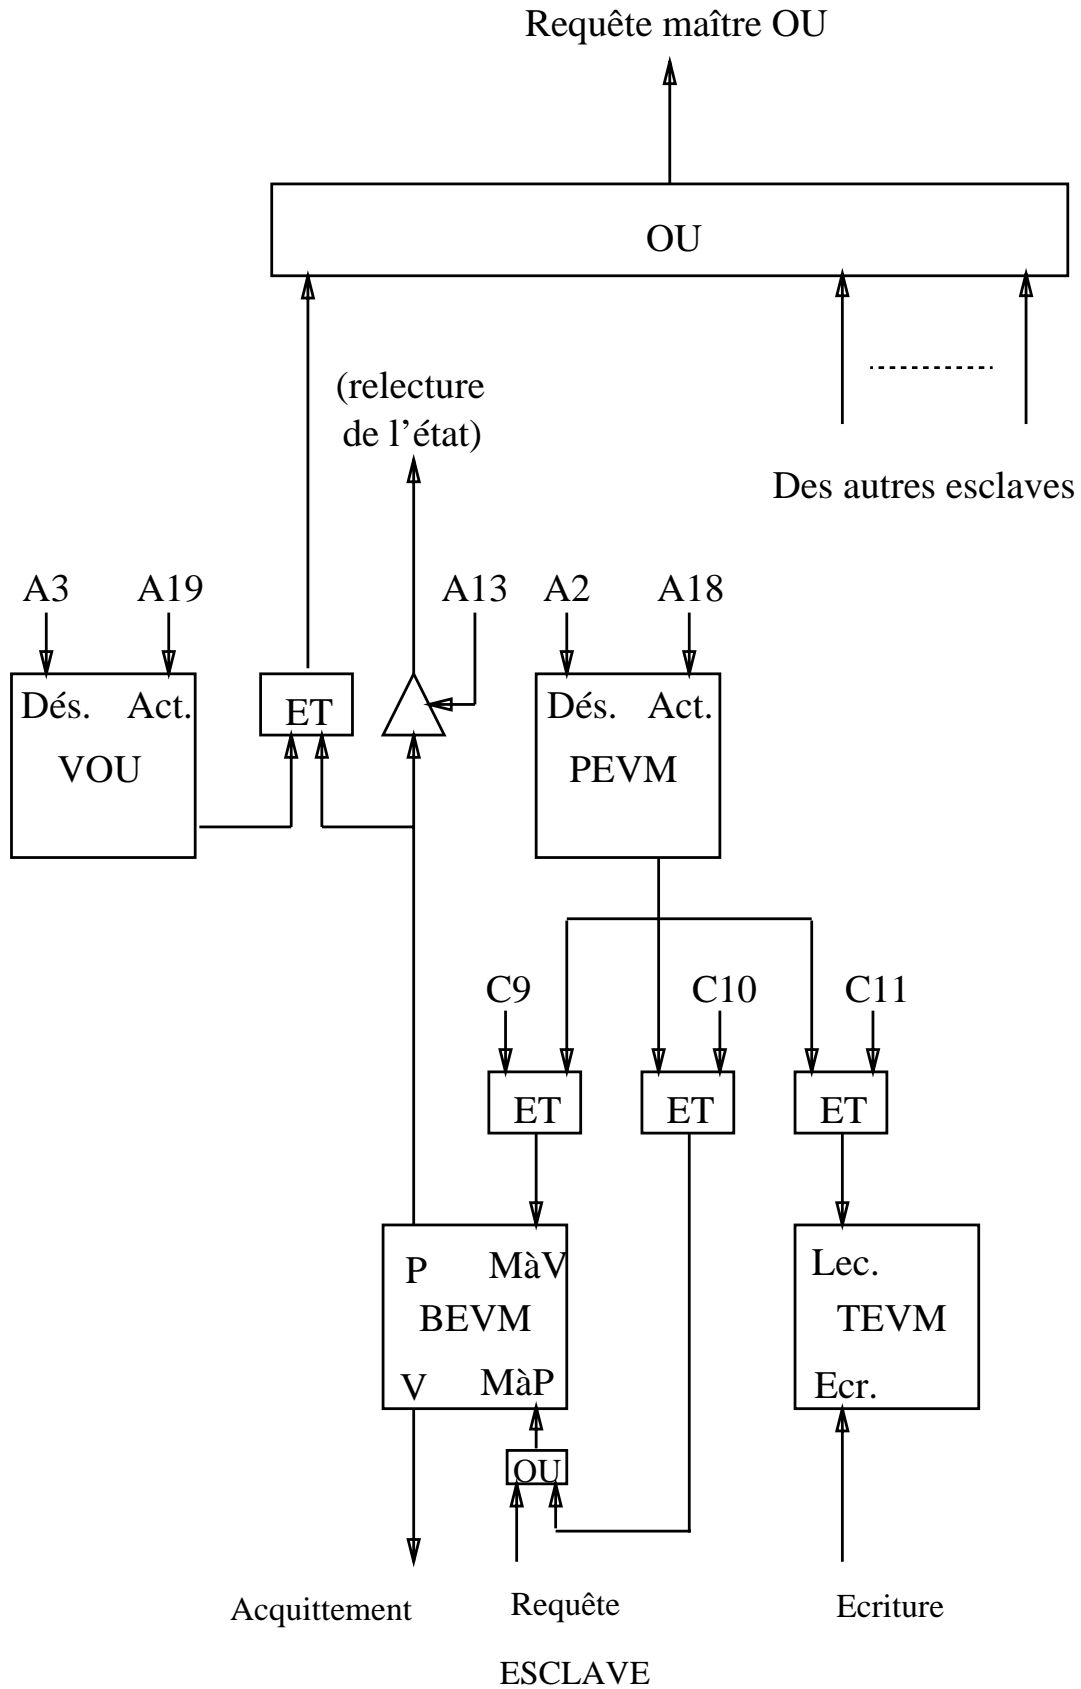 Requête maître OU
OU
(relecture
de l'état)
Des autres esclaves
A3 A19 A13 A2 A18
Dés. Act. ET Dés. Act.
VOU PEVM
C9 C10 C11
ET ET ET
P MàV Lec.
BEVM TEVM
V MàP Ecr.
OU
Acquittement Requête Ecriture
ESCLAVE